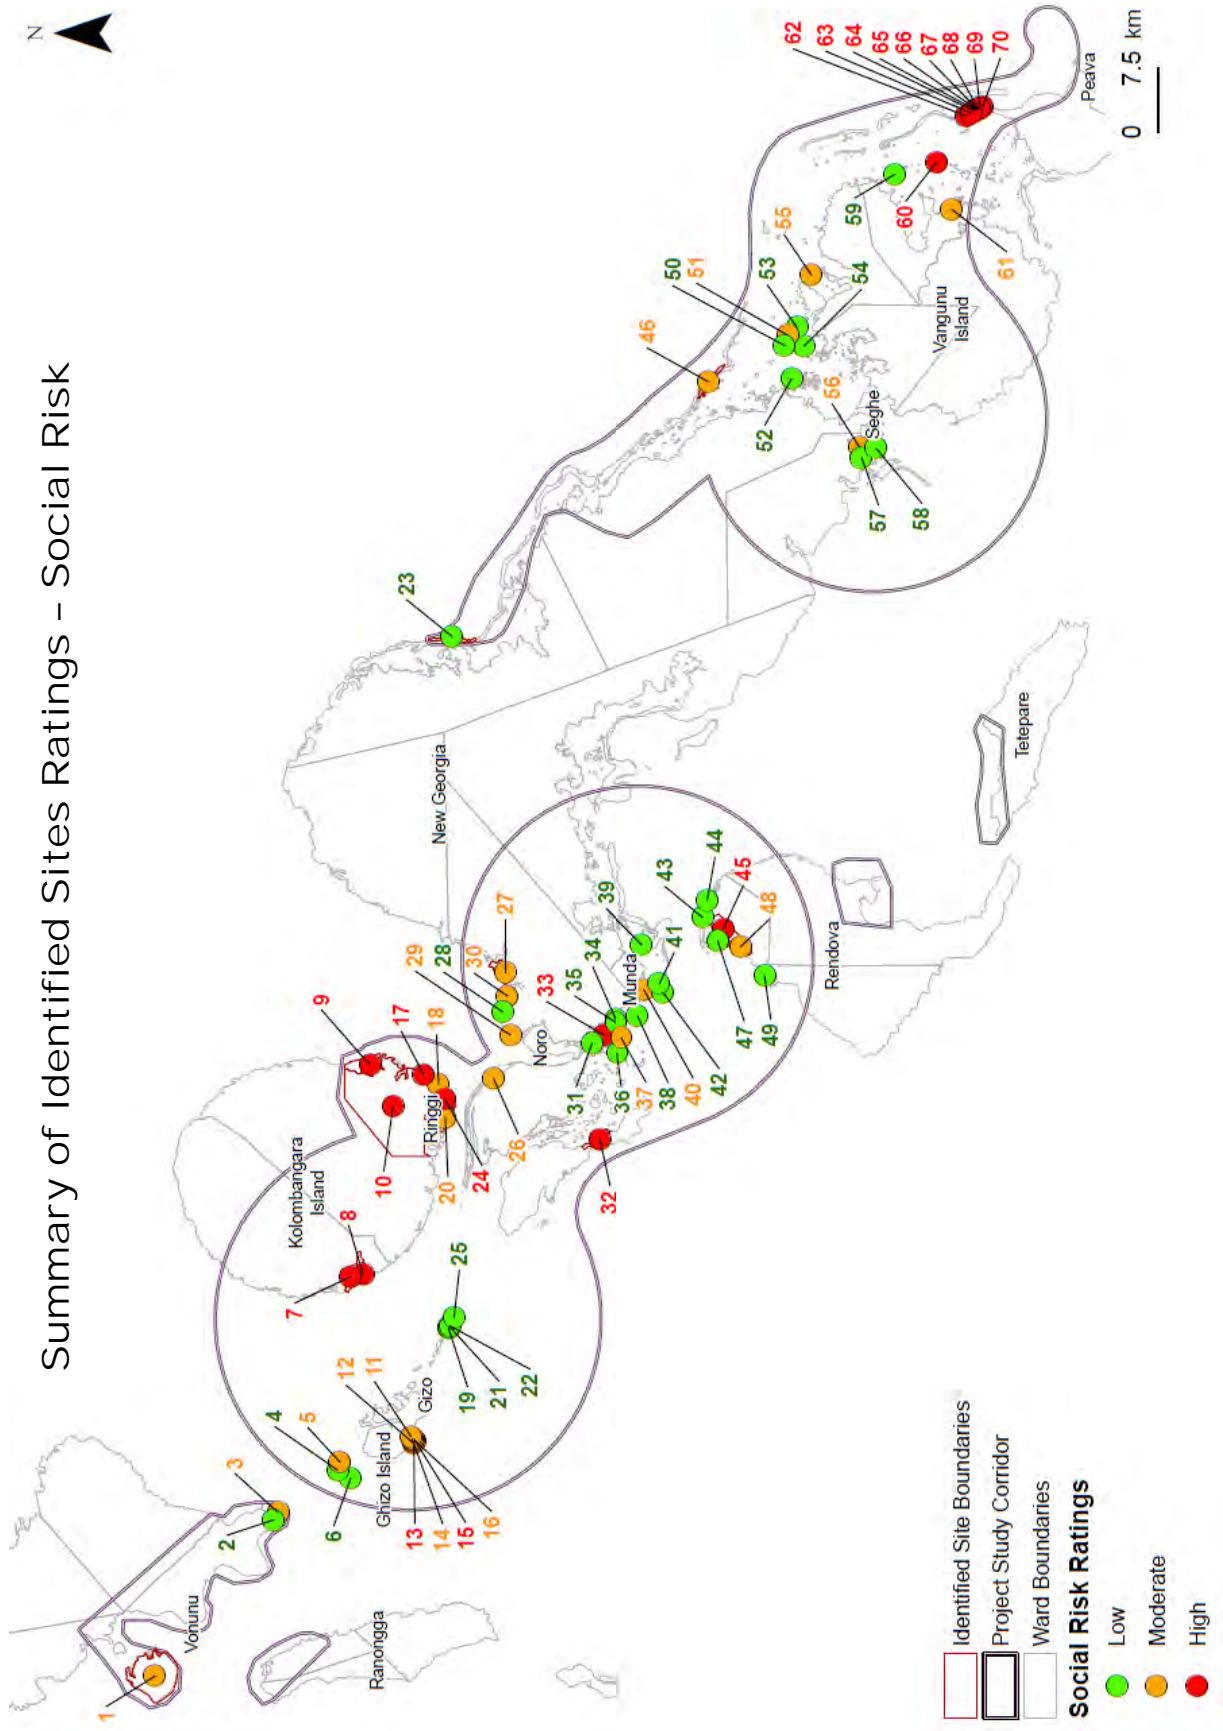 Summary of Identified Sites Ratings – Social Risk
N
1
Vonunu
2
3
Ranongga
4
5
6
Ghizo Island
Gizo
12
11
13
14
15
16
7
8
Kolombangara
Island
9
10
17
18
Ringgi
20
24
19
21
22
25
26
29
28
30
27
Noro
New Georgia
23
31
32
33
35
34
36
37
38
40
42
39
Munda
41
43
44
45
48
47
49
Rendova
Tetepare
46
50
51
53
54
55
52
56
Seghe
57
58
Vangunu
Island
59
60
61
62
63
64
65
66
67
68
69
70
Peava
0 7.5 km
Identified Site Boundaries
Project Study Corridor
Ward Boundaries
Social Risk Ratings
Low
Moderate
High